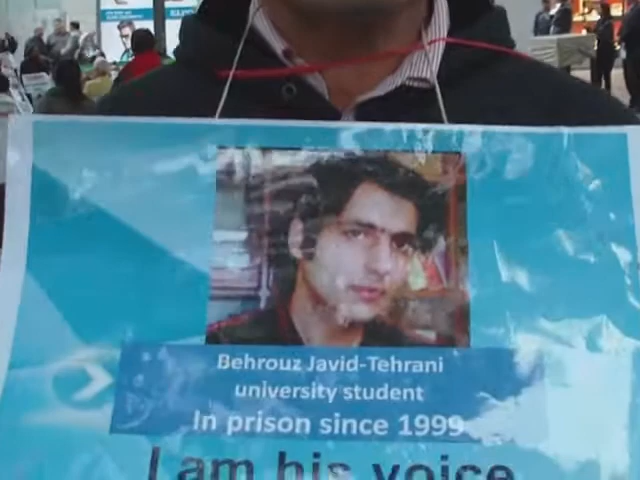 Behrouz Javid-Tehrani
university student
In prison since 1999
I am his voice